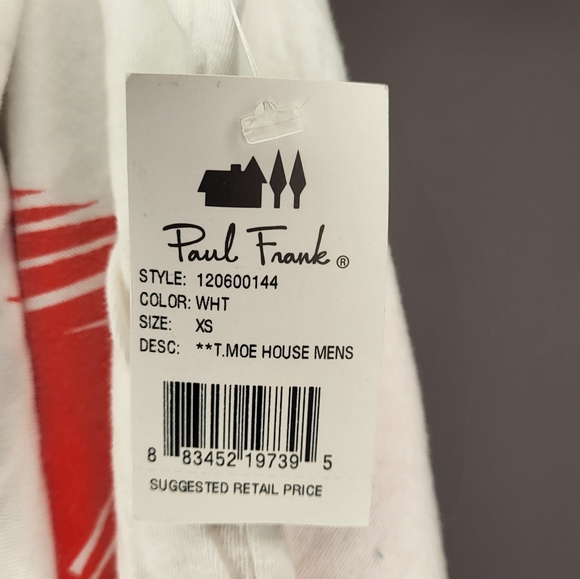 Paul Frank ®
STYLE: 120600144
COLOR: WHT
SIZE: XS
DESC: **T.MOE HOUSE MENS
8 83452 19739 5
SUGGESTED RETAIL PRICE